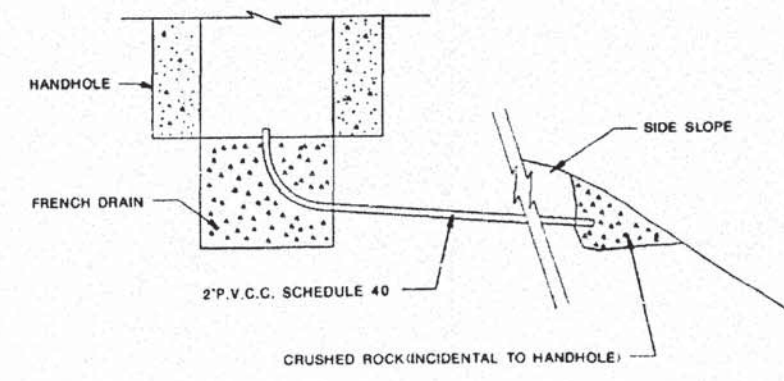 HANDHOLE
SIDE SLOPE
FRENCH DRAIN
2"P.V.C.C. SCHEDULE 40
CRUSHED ROCK(INCIDENTAL TO HANDHOLE)